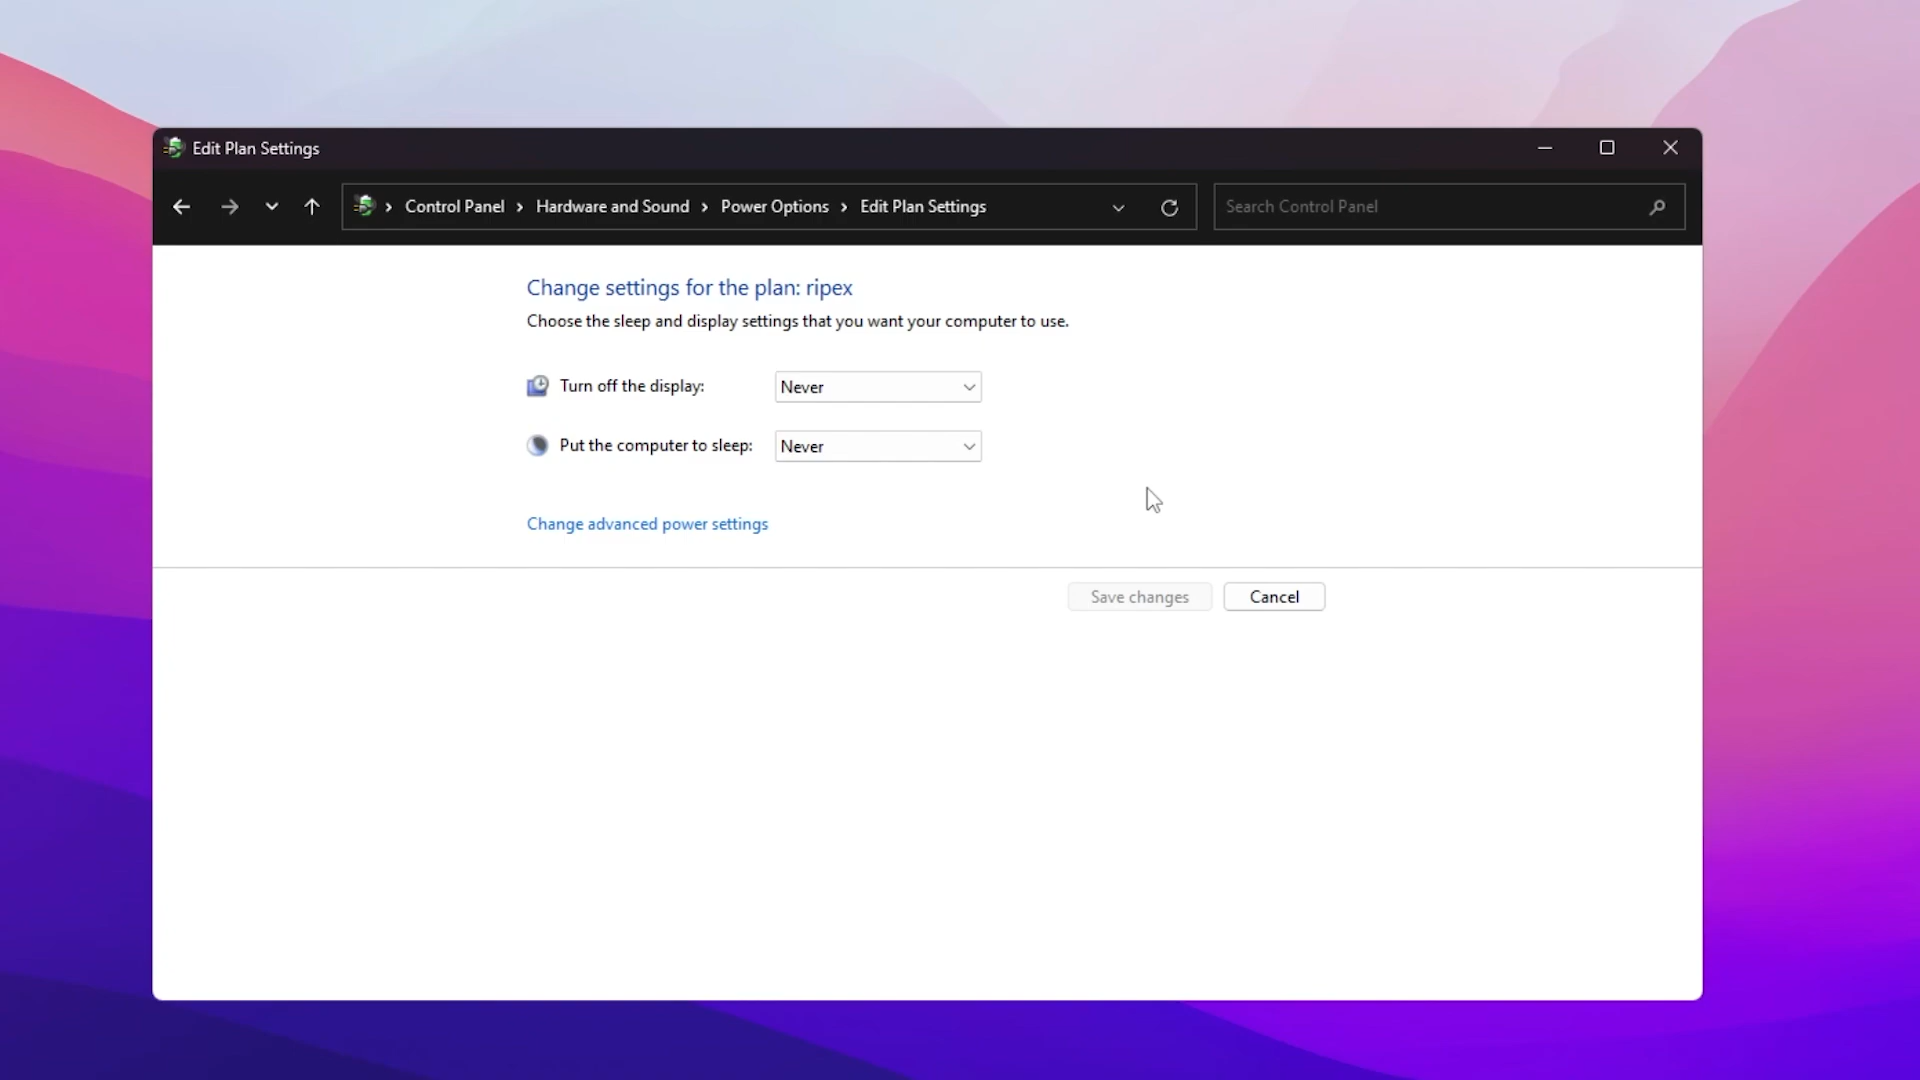 Edit Plan Settings
Control Panel > Hardware and Sound > Power Options > Edit Plan Settings
Search Control Panel
Change settings for the plan: ripex
Choose the sleep and display settings that you want your computer to use.
Turn off the display: Never
Put the computer to sleep: Never
Change advanced power settings
Save changes Cancel